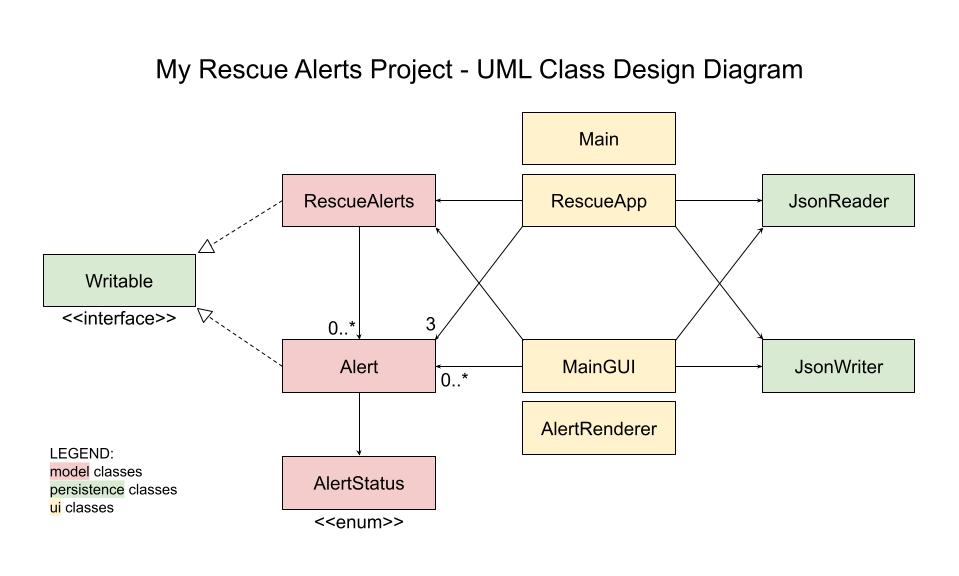 My Rescue Alerts Project - UML Class Design Diagram
Main
RescueAlerts
RescueApp
JsonReader
Writable
<<interface>>
0..*
3
Alert
0..*
MainGUI
JsonWriter
AlertRenderer
AlertStatus
<<enum>>
LEGEND:
model classes
persistence classes
ui classes